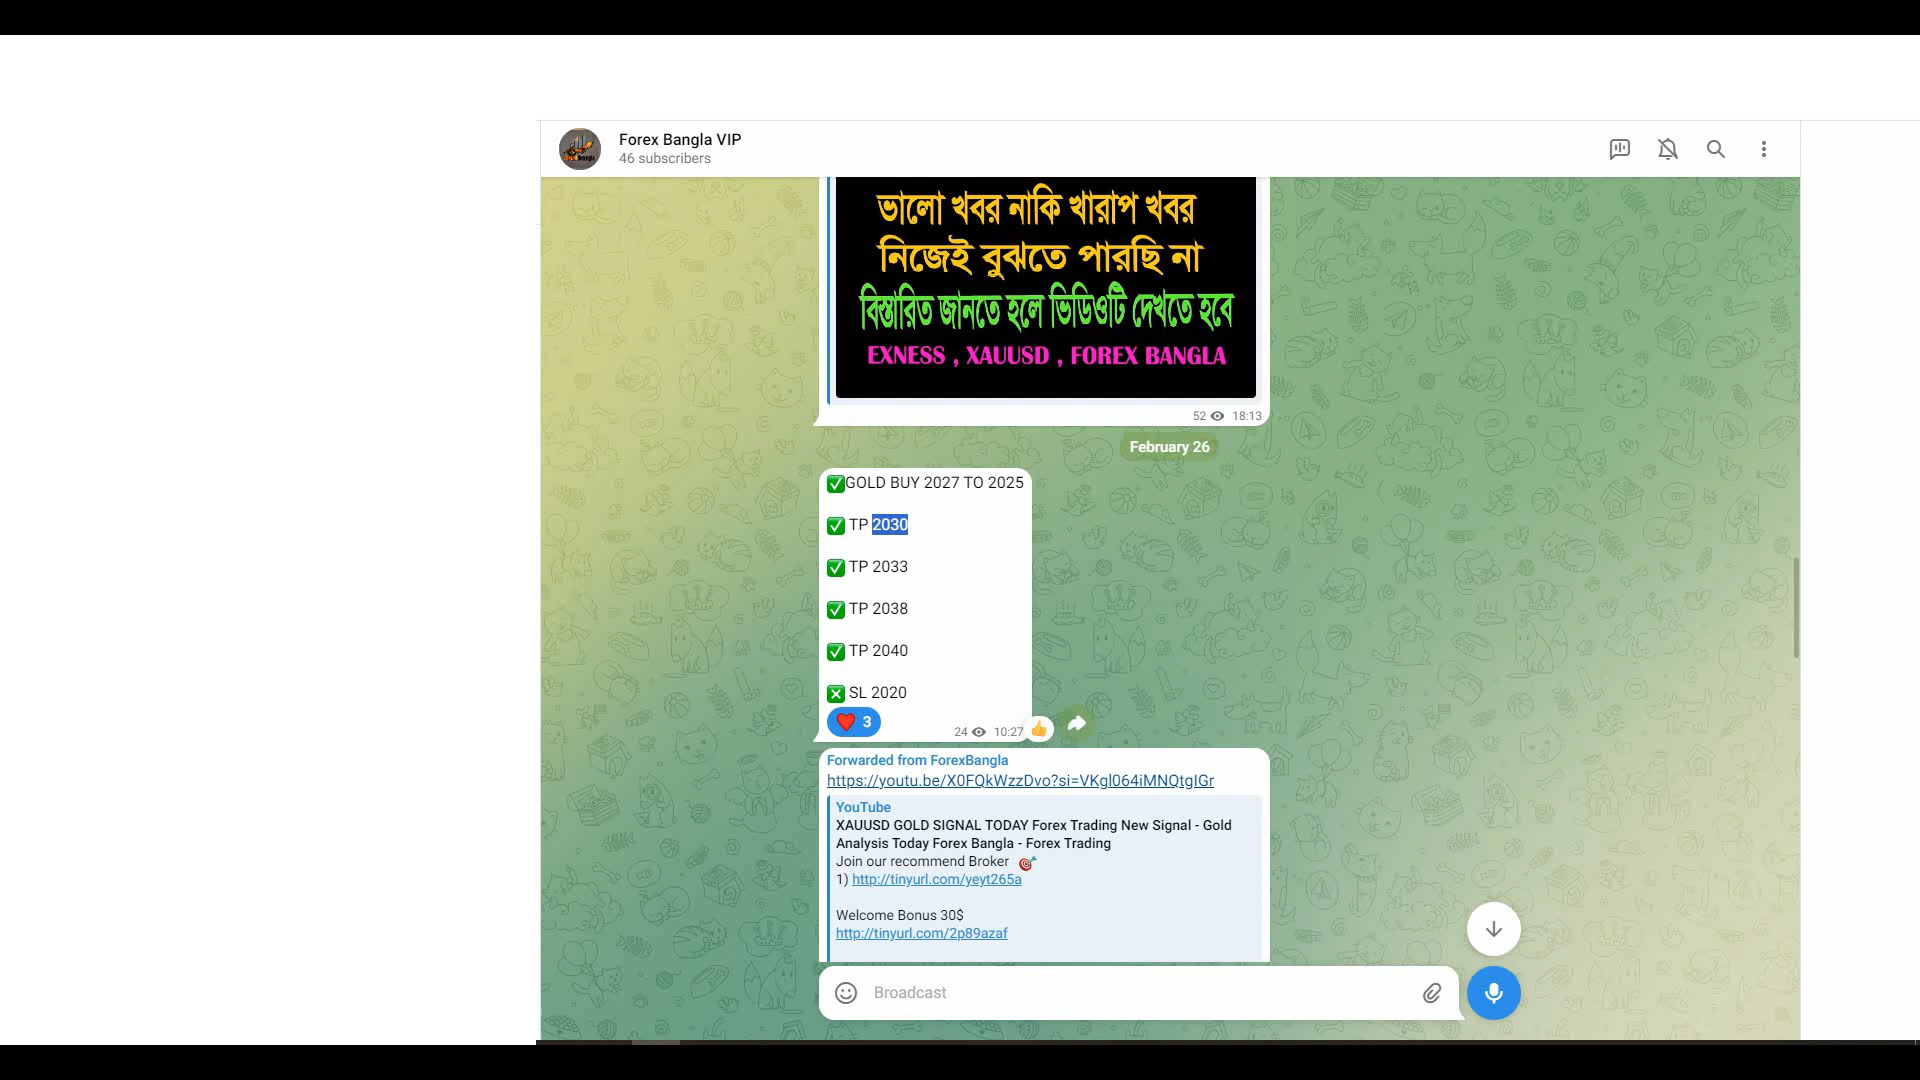 Forex Bangla VIP
46 subscribers
ভালো খবর নাকি খারাপ খবর
নিজেই বুঝতে পারছি না
বিস্তারিত জানতে হলে ভিডিওটি দেখতে হবে
EXNESS , XAUUSD , FOREX BANGLA
52 18:13
February 26
✅GOLD BUY 2027 TO 2025
✅ TP 2030
✅ TP 2033
✅ TP 2038
✅ TP 2040
❎ SL 2020
❤️ 3
24 10:27
Forwarded from ForexBangla
https://youtu.be/X0FQkWzzDvo?si=VKgl064iMNQtgIGr
YouTube
XAUUSD GOLD SIGNAL TODAY Forex Trading New Signal - Gold
Analysis Today Forex Bangla - Forex Trading
Join our recommend Broker 🎯
1) http://tinyurl.com/yeyt265a
Welcome Bonus 30$
http://tinyurl.com/2p89azaf
Broadcast